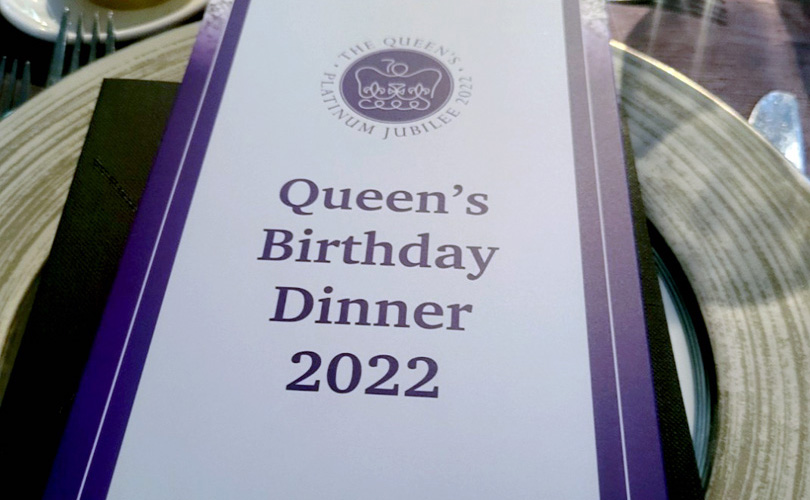 · THE QUEEN'S ·
PLATINUM JUBILEE 2022
70
Queen's
Birthday
Dinner
2022